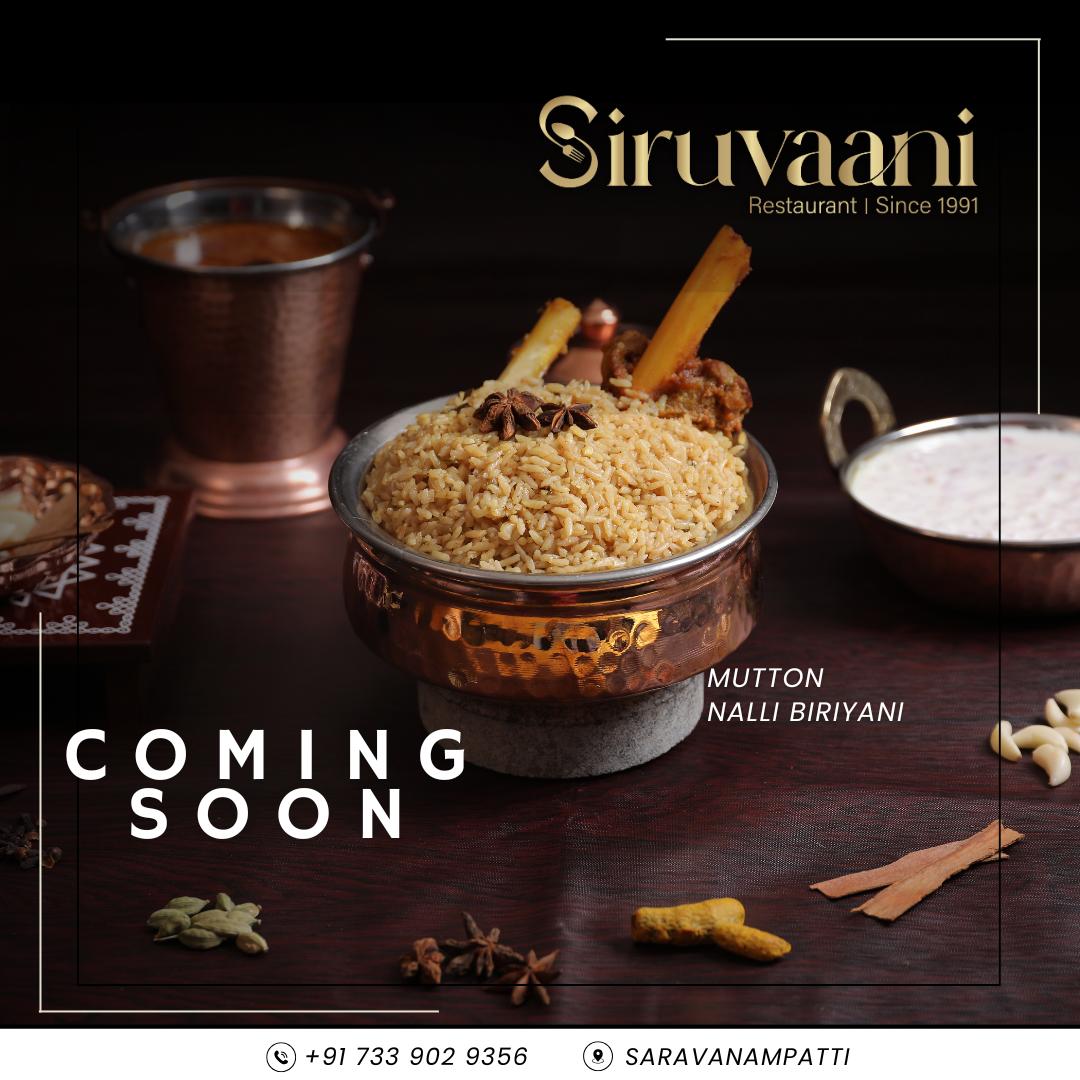 Siruvaani
Restaurant | Since 1991
MUTTON
NALLI BIRIYANI
COMING
SOON
+91 733 902 9356
SARAVANAMPATTI